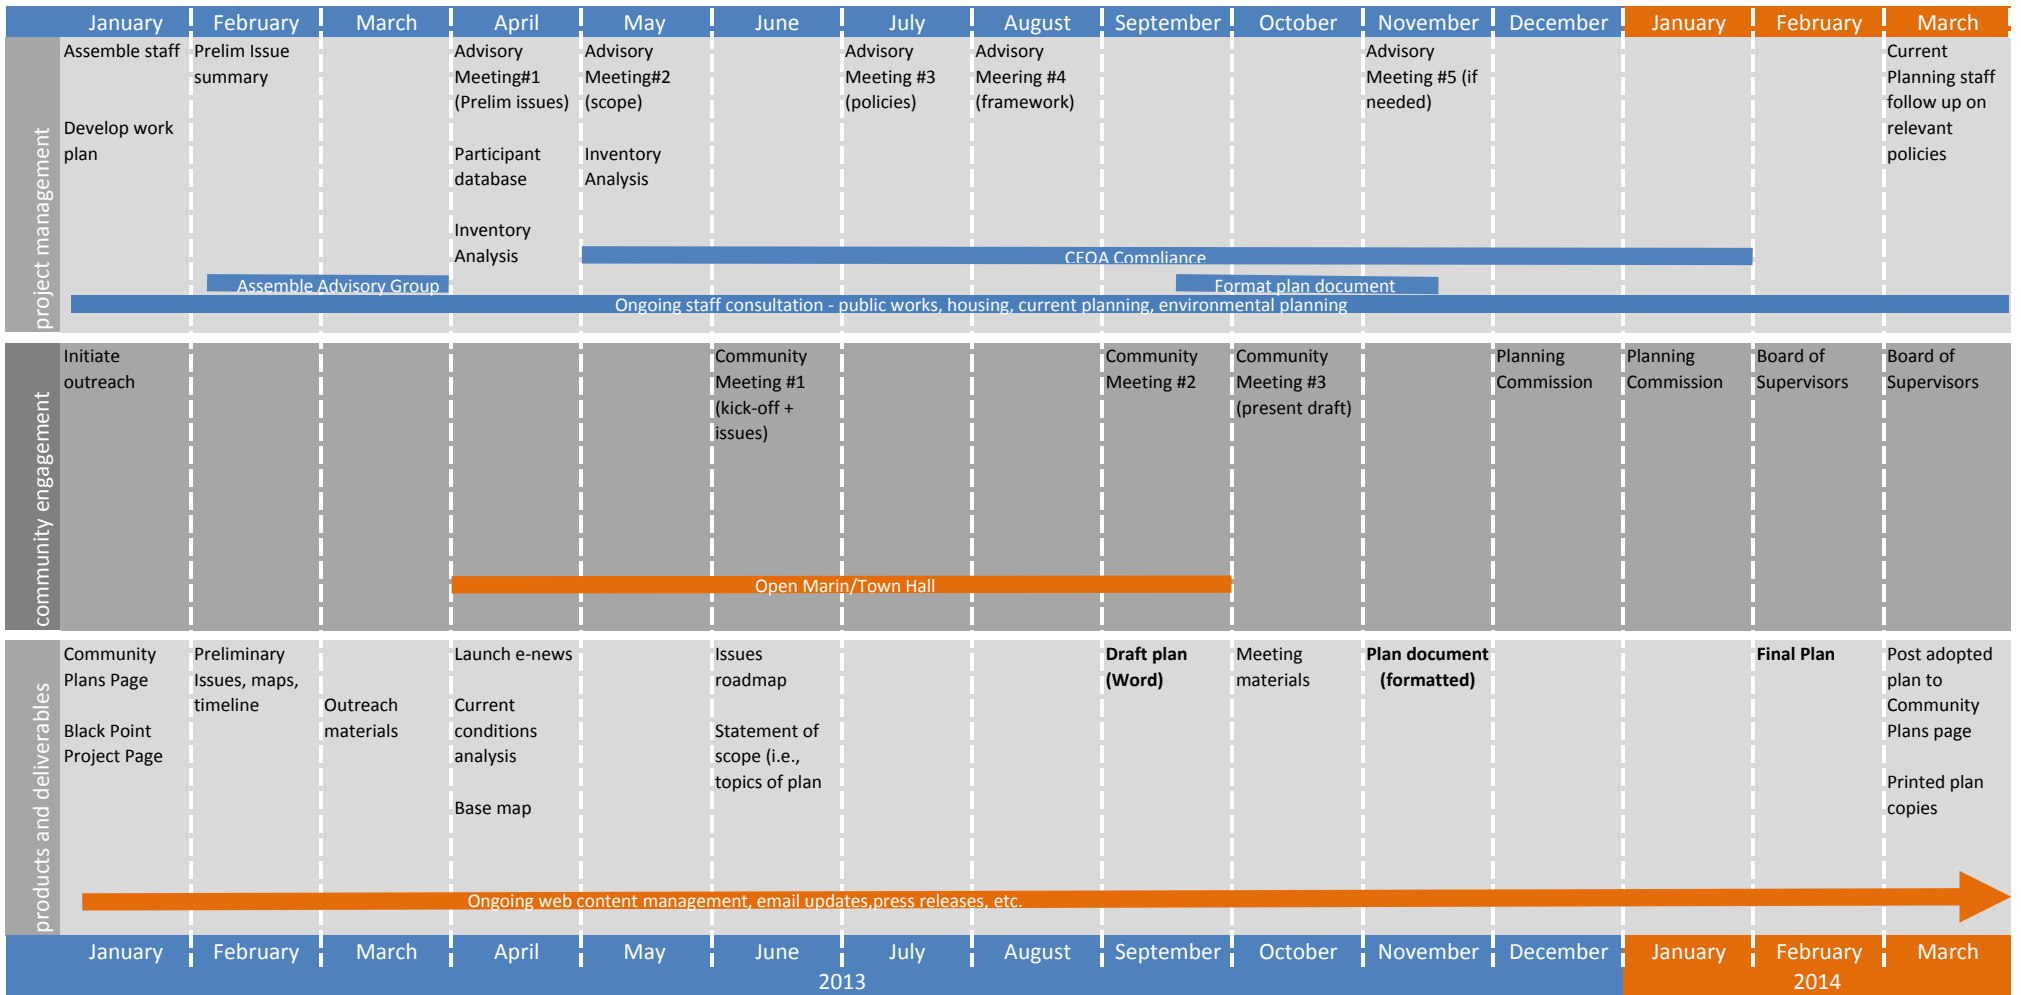 January February March April May June July August September October November December January February March
project management
Assemble staff
Develop work
plan
Prelim Issue
summary
Advisory
Meeting#1
(Prelim issues)
Participant
database
Inventory
Analysis
Advisory
Meeting#2
(scope)
Inventory
Analysis
Advisory
Meeting #3
(policies)
Advisory
Meering #4
(framework)
Advisory
Meeting #5 (if
needed)
Current
Planning staff
follow up on
relevant
policies
CEQA Compliance
Assemble Advisory Group
Format plan document
Ongoing staff consultation - public works, housing, current planning, environmental planning
community engagement
Initiate
outreach
Community
Meeting #1
(kick-off +
issues)
Community
Meeting #2
Community
Meeting #3
(present draft)
Planning
Commission
Planning
Commission
Board of
Supervisors
Board of
Supervisors
Open Marin/Town Hall
products and deliverables
Community
Plans Page
Black Point
Project Page
Preliminary
Issues, maps,
timeline
Outreach
materials
Launch e-news
Current
conditions
analysis
Base map
Issues
roadmap
Statement of
scope (i.e.,
topics of plan
Draft plan
(Word)
Meeting
materials
Plan document
(formatted)
Final Plan
Post adopted
plan to
Community
Plans page
Printed plan
copies
Ongoing web content management, email updates,press releases, etc.
January February March April May June July August September October November December January February March
2013 2014